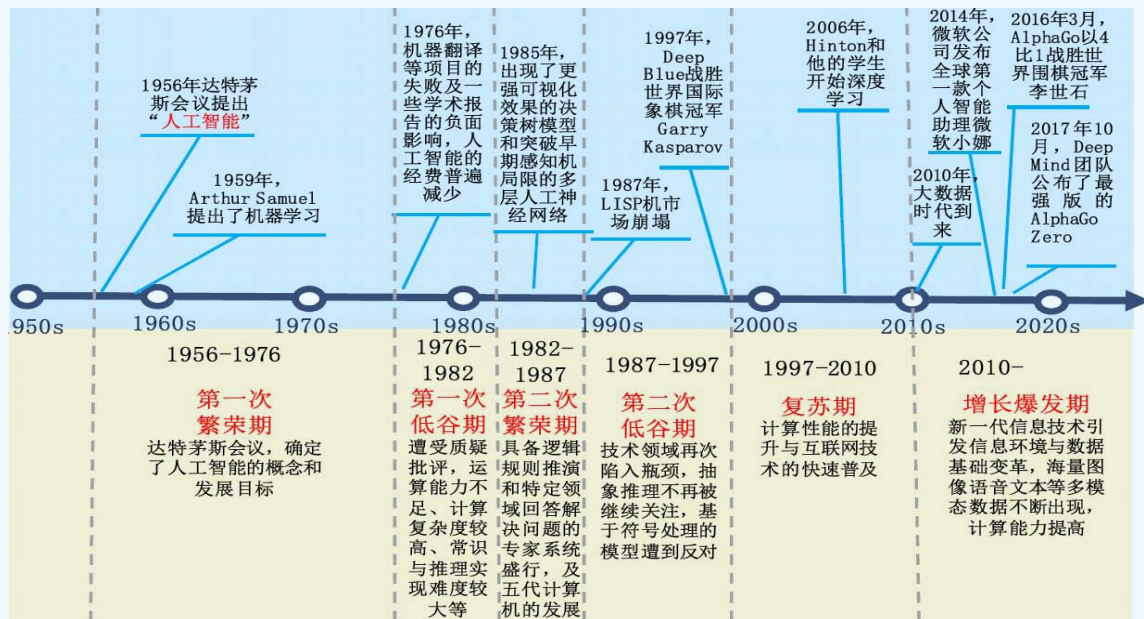 1956年达特茅
斯会议提出
“人工智能”
1959年,
Arthur Samuel
提出了机器学习
1976年,
机器翻译
等项目的
失败及一
些学术报
告的负面
影响，人
工智能的
经费普遍
减少
1985年,
出现了更
强可视化
效果的决
策树模型
和突破早
期感知机
局限的多
层人工神
经网络
1987年,
LISP机市
场崩塌
1997年,
Deep
Blue战胜
世界国际
象棋冠军
Garry
Kasparov
2006年,
Hinton和
他的学生
开始深度
学习
2010年,
大数据
时代到
来
2014年,
微软公
司发布
全球第
一款个
人智能
助理微
软小娜
2016年3月,
AlphaGo以4
比1战胜世
界围棋冠军
李世石
2017年10
月，Deep
Mind团队
公布了最
强版的
AlphaGo
Zero
1950s
1960s
1970s
1980s
1990s
2000s
2010s
2020s
1956-1976
第一次
繁荣期
达特茅斯会议，确定
了人工智能的概念和
发展目标
1976-
1982
第一次
低谷期
遭受质疑
批评，运
算能力不
足、计算
复杂度较
高、常识
与推理实
现难度较
大等
1982-
1987
第二次
繁荣期
具备逻辑
规则推演
和特定领
域回答解
决问题的
专家系统
盛行，及
五代计算
机的发展
1987-1997
第二次
低谷期
技术领域再次
陷入瓶颈，抽
象推理不再被
继续关注，基
于符号处理的
模型遭到反对
1997-2010
复苏期
计算性能的提
升与互联网技
术的快速普及
2010-
增长爆发期
新一代信息技术引
发信息环境与数据
基础变革，海量图
像语音文本等多模
态数据不断出现，
计算能力提高